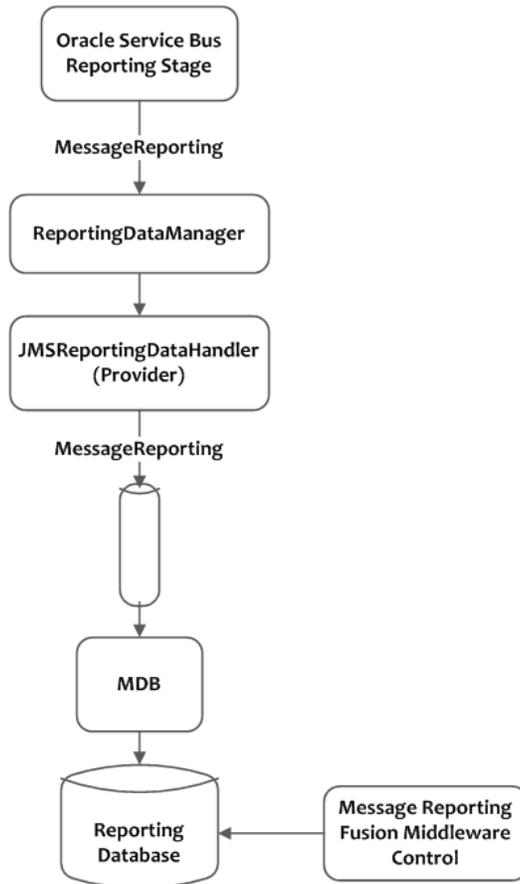 Oracle Service Bus
Reporting Stage
MessageReporting
ReportingDataManager
JMSReportingDataHandler
(Provider)
MessageReporting
MDB
Reporting
Database
Message Reporting
Fusion Middleware
Control